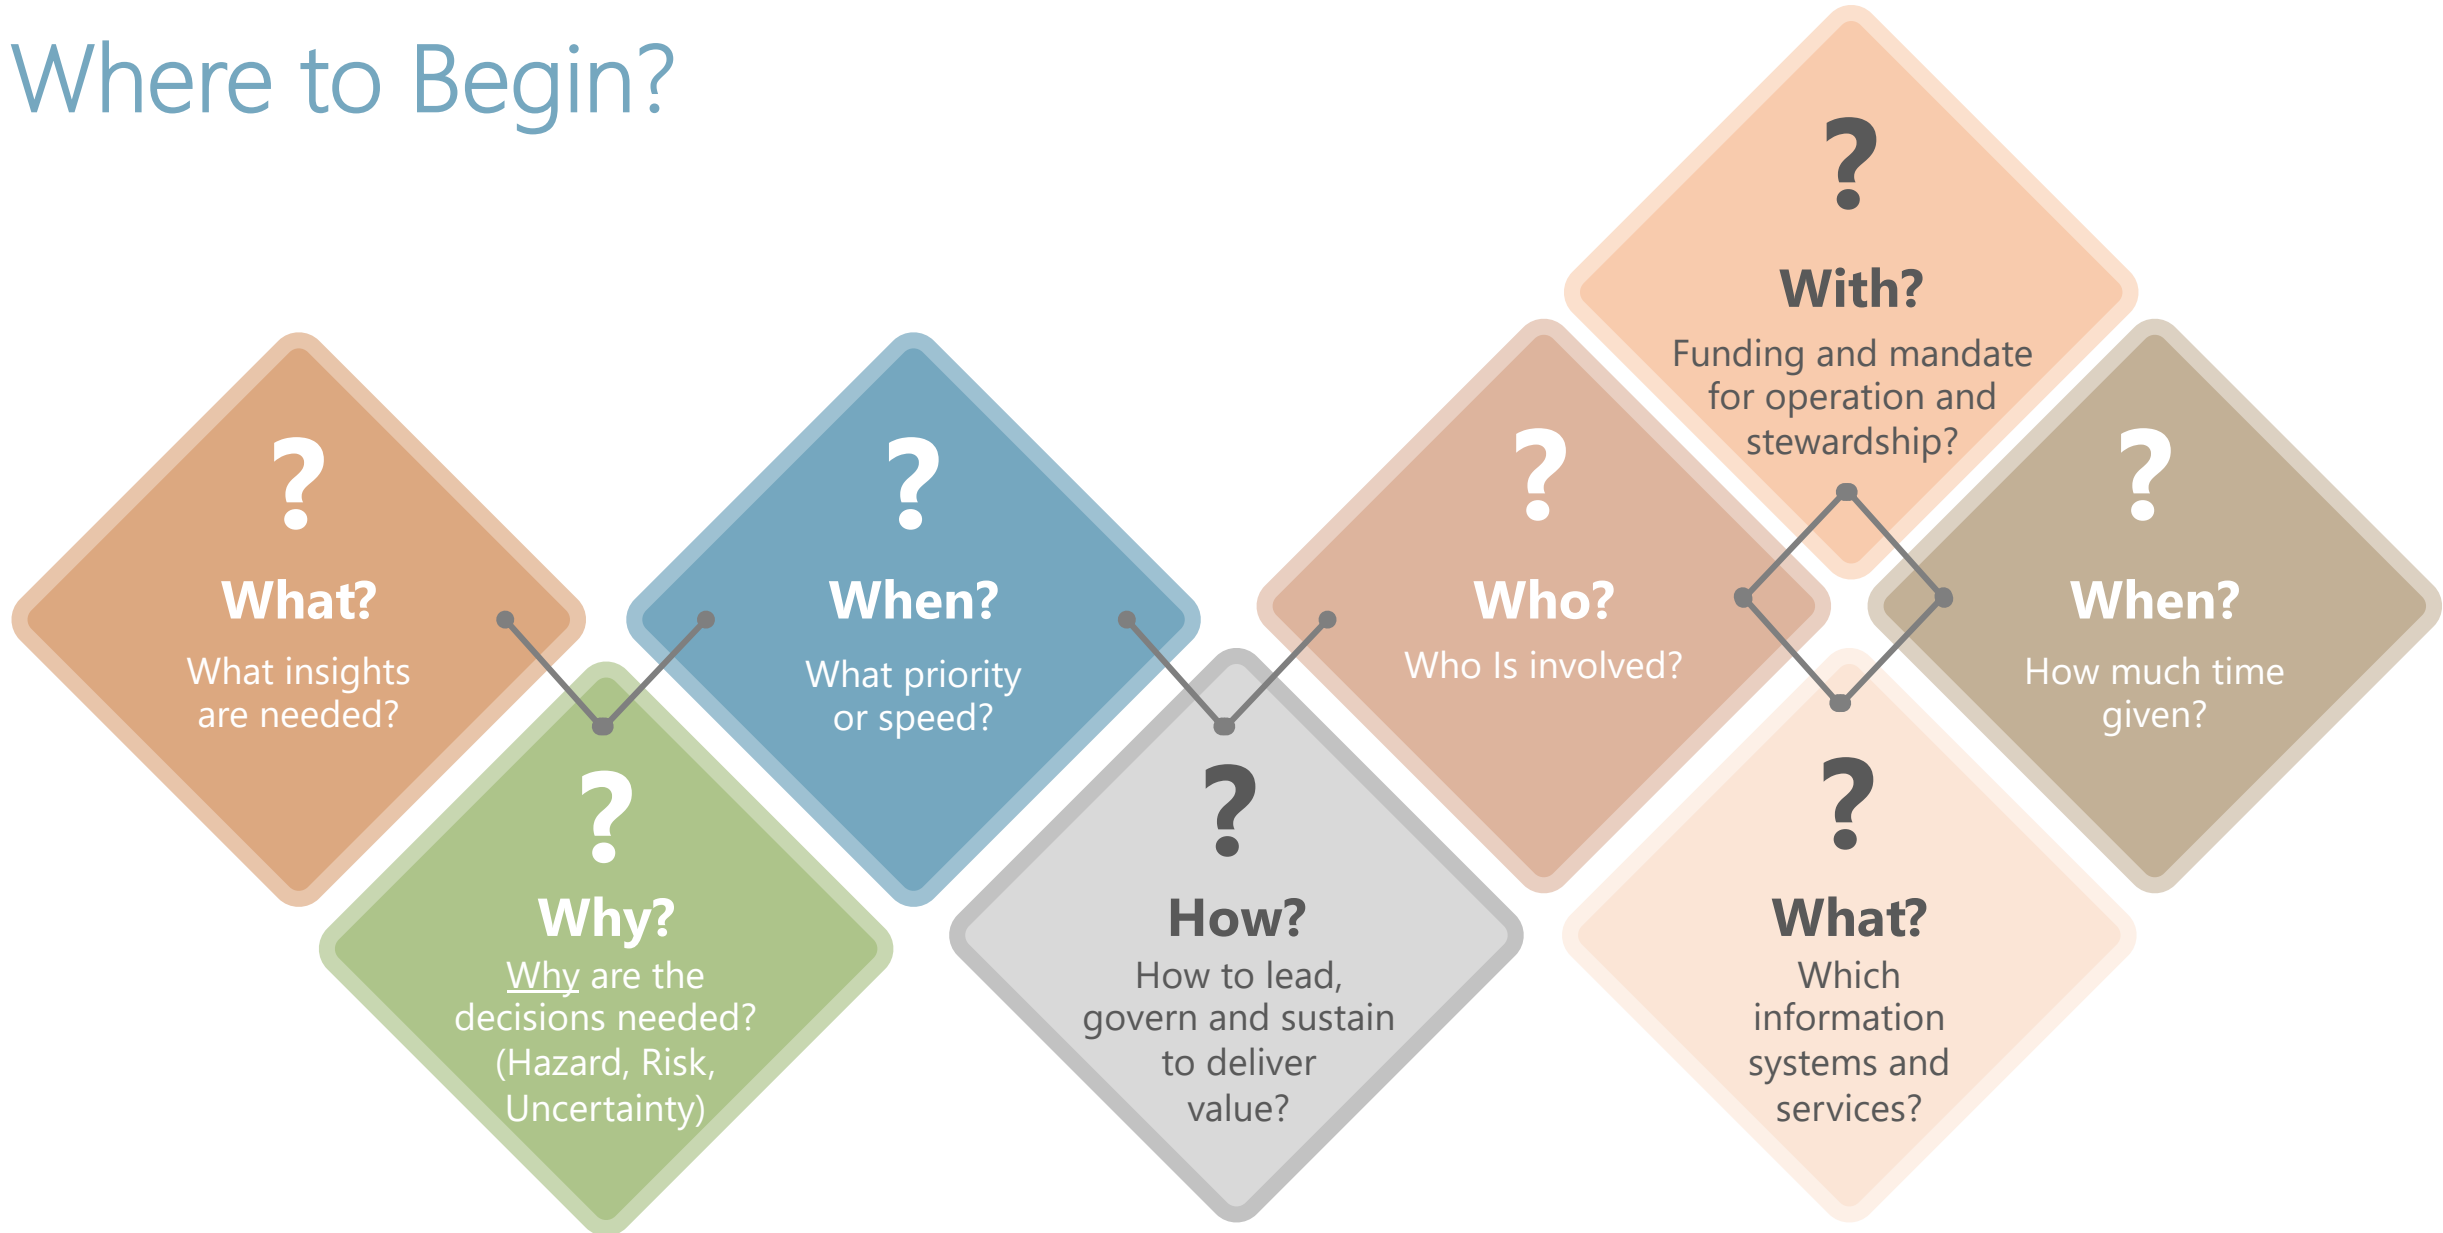 Where to Begin?
?
What?
What insights
are needed?
?
Why?
Why are the
decisions needed?
(Hazard, Risk,
Uncertainty)
?
When?
What priority
or speed?
?
How?
How to lead,
govern and sustain
to deliver
value?
?
Who?
Who Is involved?
?
With?
Funding and mandate
for operation and
stewardship?
?
What?
Which
information
systems and
services?
?
When?
How much time
given?